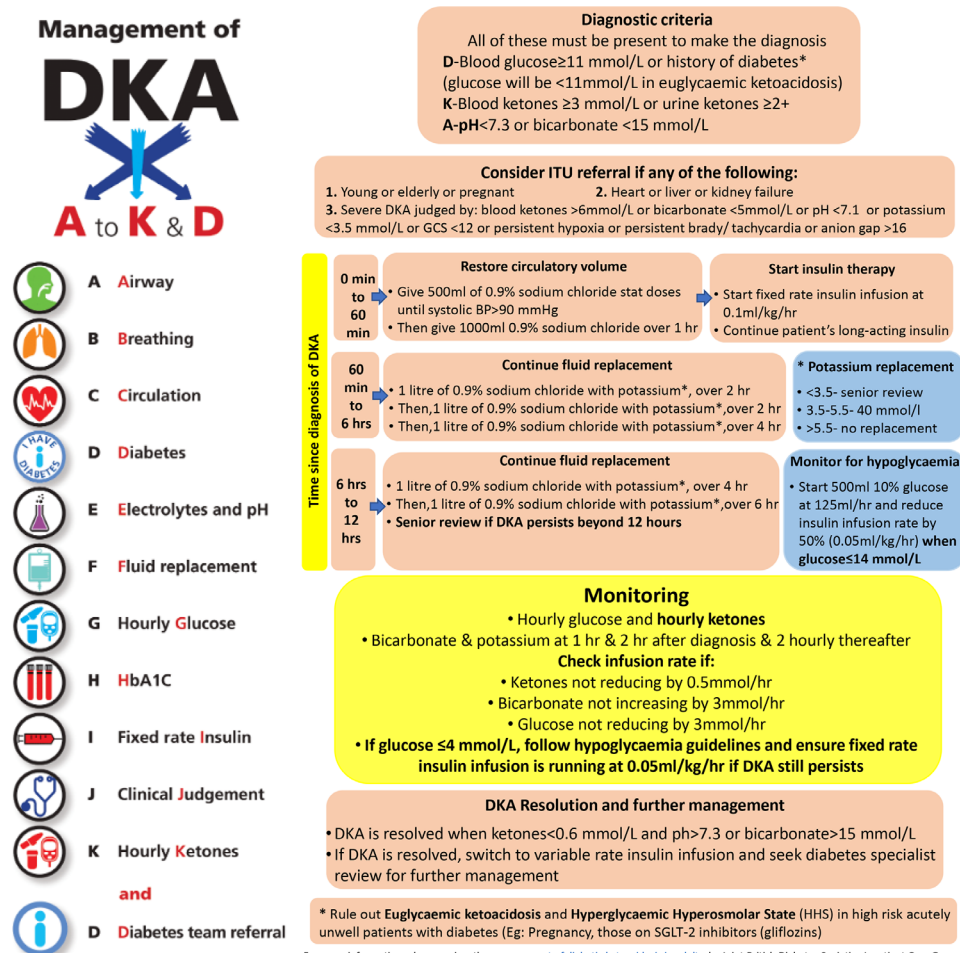 Management of
DKA
A to K & D
A Airway
B Breathing
C Circulation
I HAVE DIABETES
D Diabetes
E Electrolytes and pH
F Fluid replacement
G Hourly Glucose
H HbA1C
I Fixed rate Insulin
J Clinical Judgement
K Hourly Ketones
and
D Diabetes team referral
Diagnostic criteria
All of these must be present to make the diagnosis
D-Blood glucose≥11 mmol/L or history of diabetes*
(glucose will be <11mmol/L in euglycaemic ketoacidosis)
K-Blood ketones ≥3 mmol/L or urine ketones ≥2+
A-pH<7.3 or bicarbonate <15 mmol/L
Consider ITU referral if any of the following:
1. Young or elderly or pregnant 2. Heart or liver or kidney failure
3. Severe DKA judged by: blood ketones >6mmol/L or bicarbonate <5mmol/L or pH <7.1 or potassium
<3.5 mmol/L or GCS <12 or persistent hypoxia or persistent brady/ tachycardia or anion gap >16
Time since diagnosis of DKA
0 min
to
60
min
Restore circulatory volume
• Give 500ml of 0.9% sodium chloride stat doses
until systolic BP>90 mmHg
• Then give 1000ml 0.9% sodium chloride over 1 hr
Start insulin therapy
• Start fixed rate insulin infusion at
0.1ml/kg/hr
• Continue patient's long-acting insulin
60
min
to
6 hrs
Continue fluid replacement
• 1 litre of 0.9% sodium chloride with potassium*, over 2 hr
• Then,1 litre of 0.9% sodium chloride with potassium*,over 2 hr
• Then,1 litre of 0.9% sodium chloride with potassium*,over 4 hr
* Potassium replacement
• <3.5- senior review
• 3.5-5.5- 40 mmol/l
• >5.5- no replacement
6 hrs
to
12
hrs
Continue fluid replacement
• 1 litre of 0.9% sodium chloride with potassium*, over 4 hr
• Then,1 litre of 0.9% sodium chloride with potassium*,over 6 hr
• Senior review if DKA persists beyond 12 hours
Monitor for hypoglycaemia
• Start 500ml 10% glucose
at 125ml/hr and reduce
insulin infusion rate by
50% (0.05ml/kg/hr) when
glucose≤14 mmol/L
Monitoring
• Hourly glucose and hourly ketones
• Bicarbonate & potassium at 1 hr & 2 hr after diagnosis & 2 hourly thereafter
Check infusion rate if:
• Ketones not reducing by 0.5mmol/hr
• Bicarbonate not increasing by 3mmol/hr
• Glucose not reducing by 3mmol/hr
• If glucose ≤4 mmol/L, follow hypoglycaemia guidelines and ensure fixed rate
insulin infusion is running at 0.05ml/kg/hr if DKA still persists
DKA Resolution and further management
• DKA is resolved when ketones<0.6 mmol/L and ph>7.3 or bicarbonate>15 mmol/L
• If DKA is resolved, switch to variable rate insulin infusion and seek diabetes specialist
review for further management
* Rule out Euglycaemic ketoacidosis and Hyperglycaemic Hyperosmolar State (HHS) in high risk acutely
unwell patients with diabetes (Eg: Pregnancy, those on SGLT-2 inhibitors (gliflozins)